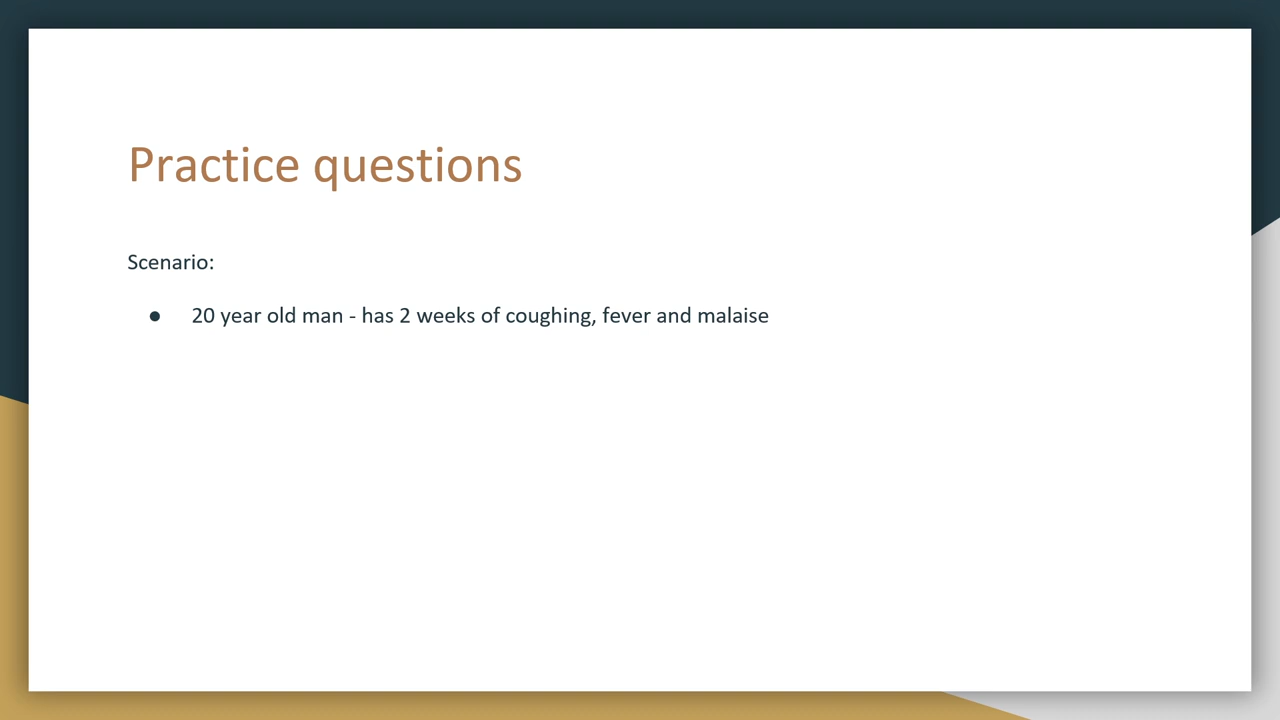 Practice questions
Scenario:
● 20 year old man - has 2 weeks of coughing, fever and malaise